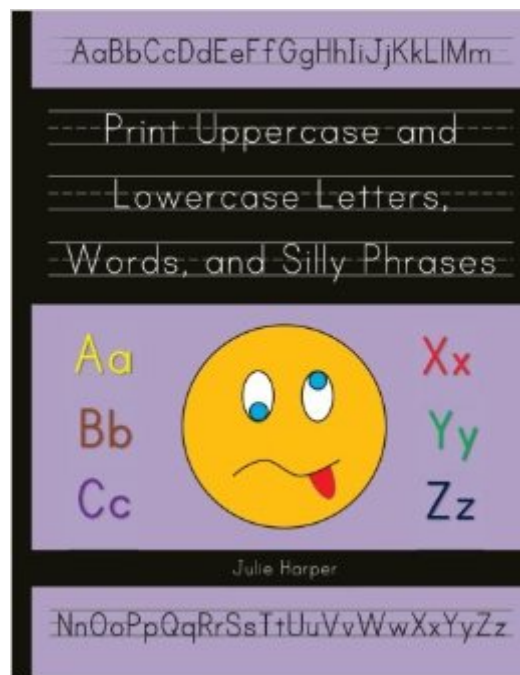 AaBbCcDdEeFfGgHhIiJjKkLlMm
Print Uppercase and
Lowercase Letters,
Words, and Silly Phrases
Aa Xx
Bb Yy
Cc Zz
Julie Harper
NnOoPpQqRrSsTtUuVvWwXxYyZz